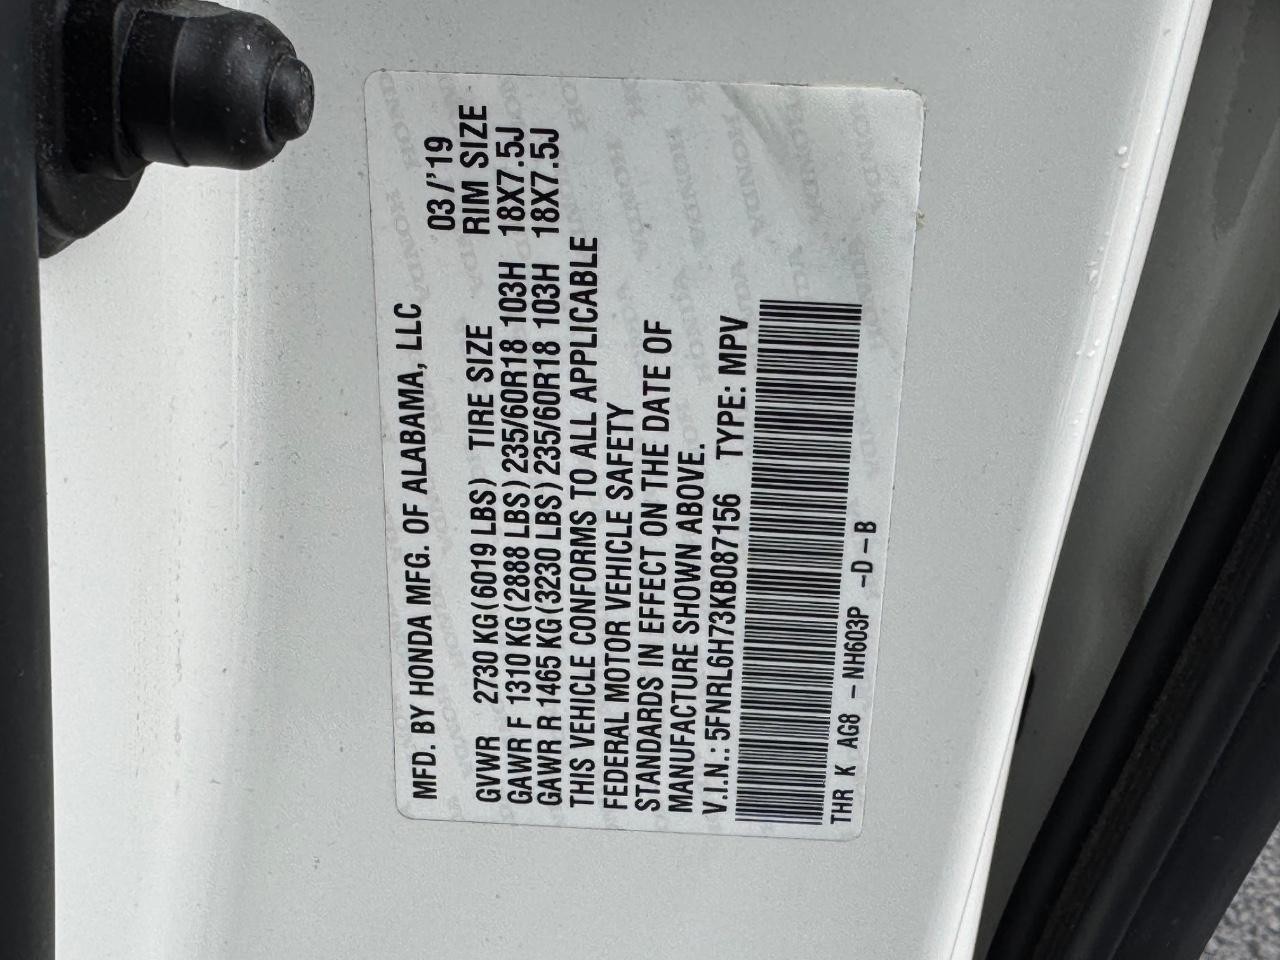 MFD. BY HONDA MFG. OF ALABAMA, LLC 03/'19
GVWR 2730 KG(6019 LBS) TIRE SIZE RIM SIZE
GAWR F 1310 KG(2888 LBS)235/60R18 103H 18X7.5J
GAWR R 1465 KG(3230 LBS)235/60R18 103H 18X7.5J
THIS VEHICLE CONFORMS TO ALL APPLICABLE
FEDERAL MOTOR VEHICLE SAFETY
STANDARDS IN EFFECT ON THE DATE OF
MANUFACTURE SHOWN ABOVE.
V.I.N.: 5FNRL6H73KB087156 TYPE: MPV
THR K AG8 -NH603P -D-B